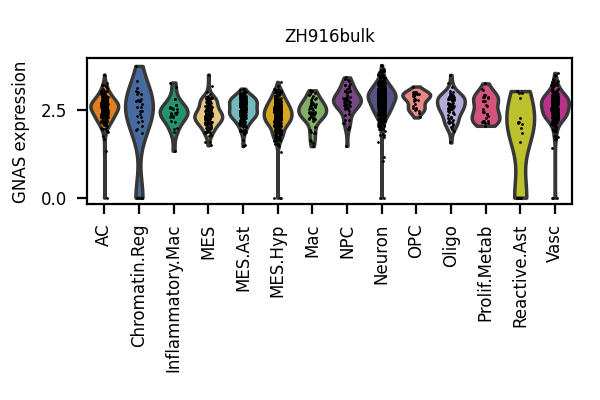 ZH916bulk
GNAS expression
2.5
0.0
AC
Chromatin.Reg
Inflammatory.Mac
MES
MES.Ast
MES.Hyp
Mac
NPC
Neuron
OPC
Oligo
Prolif.Metab
Reactive.Ast
Vasc